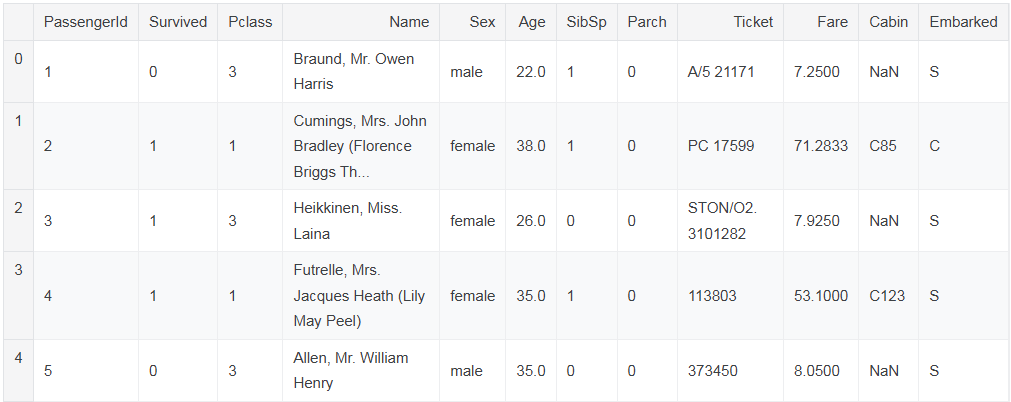 PassengerId Survived Pclass Name Sex Age SibSp Parch Ticket Fare Cabin Embarked
0 1 0 3 Braund, Mr. Owen Harris male 22.0 1 0 A/5 21171 7.2500 NaN S
1 2 1 1 Cumings, Mrs. John Bradley (Florence Briggs Th... female 38.0 1 0 PC 17599 71.2833 C85 C
2 3 1 3 Heikkinen, Miss. Laina female 26.0 0 0 STON/O2. 3101282 7.9250 NaN S
3 4 1 1 Futrelle, Mrs. Jacques Heath (Lily May Peel) female 35.0 1 0 113803 53.1000 C123 S
4 5 0 3 Allen, Mr. William Henry male 35.0 0 0 373450 8.0500 NaN S